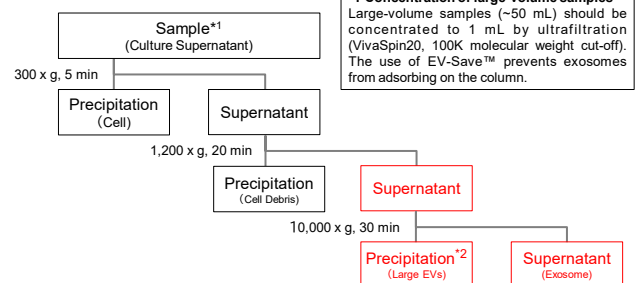 *1 Concentration of large-volume samples
Large-volume samples (~50 mL) should be
concentrated to 1 mL by ultrafiltration
(VivaSpin20, 100K molecular weight cut-off).
The use of EV-Save™ prevents exosomes
from adsorbing on the column.
Sample*1
(Culture Supernatant)
300 x g, 5 min
Precipitation
(Cell)
Supernatant
1,200 x g, 20 min
Precipitation
(Cell Debris)
Supernatant
10,000 x g, 30 min
Precipitation*2
(Large EVs)
Supernatant
(Exosome)